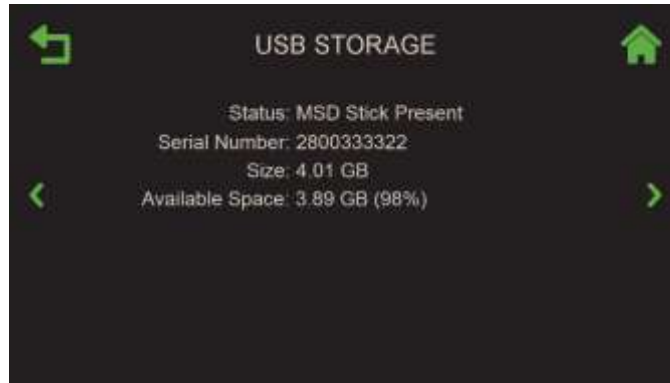 USB STORAGE
Status: MSD Stick Present
Serial Number: 2800333322
Size: 4.01 GB
Available Space: 3.89 GB (98%)